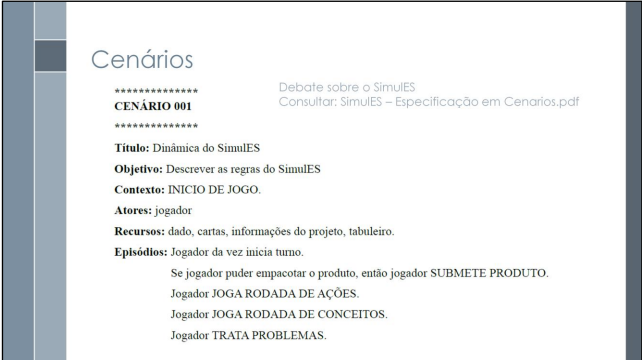 Cenários
Debate sobre o SimulES
Consultar: SimulES – Especificação em Cenarios.pdf
**************
CENÁRIO 001
**************
Título: Dinâmica do SimulES
Objetivo: Descrever as regras do SimulES
Contexto: INICIO DE JOGO.
Atores: jogador
Recursos: dado, cartas, informações do projeto, tabuleiro.
Episódios: Jogador da vez inicia turno.
Se jogador puder empacotar o produto, então jogador SUBMETE PRODUTO.
Jogador JOGA RODADA DE AÇÕES.
Jogador JOGA RODADA DE CONCEITOS.
Jogador TRATA PROBLEMAS.